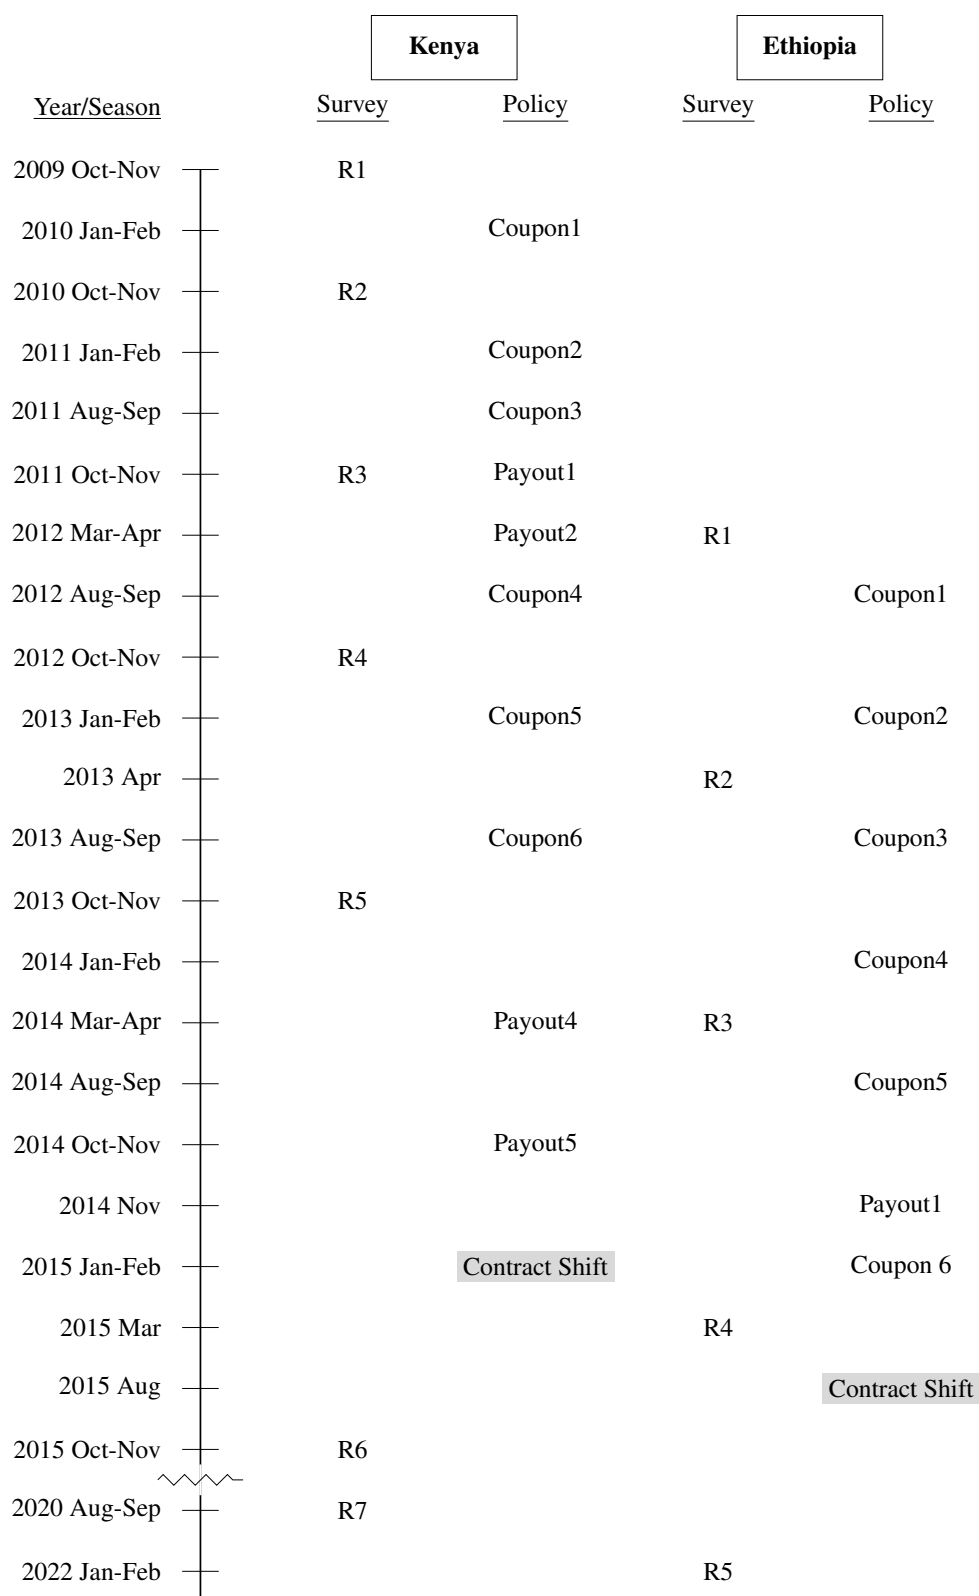 Kenya Ethiopia
Year/Season Survey Policy Survey Policy
2009 Oct-Nov R1
2010 Jan-Feb Coupon1
2010 Oct-Nov R2
2011 Jan-Feb Coupon2
2011 Aug-Sep Coupon3
2011 Oct-Nov R3 Payout1
2012 Mar-Apr Payout2 R1
2012 Aug-Sep Coupon4 Coupon1
2012 Oct-Nov R4
2013 Jan-Feb Coupon5 Coupon2
2013 Apr R2
2013 Aug-Sep Coupon6 Coupon3
2013 Oct-Nov R5
2014 Jan-Feb Coupon4
2014 Mar-Apr Payout4 R3
2014 Aug-Sep Coupon5
2014 Oct-Nov Payout5
2014 Nov Payout1
2015 Jan-Feb Contract Shift Coupon 6
2015 Mar R4
2015 Aug Contract Shift
2015 Oct-Nov R6
2020 Aug-Sep R7
2022 Jan-Feb R5